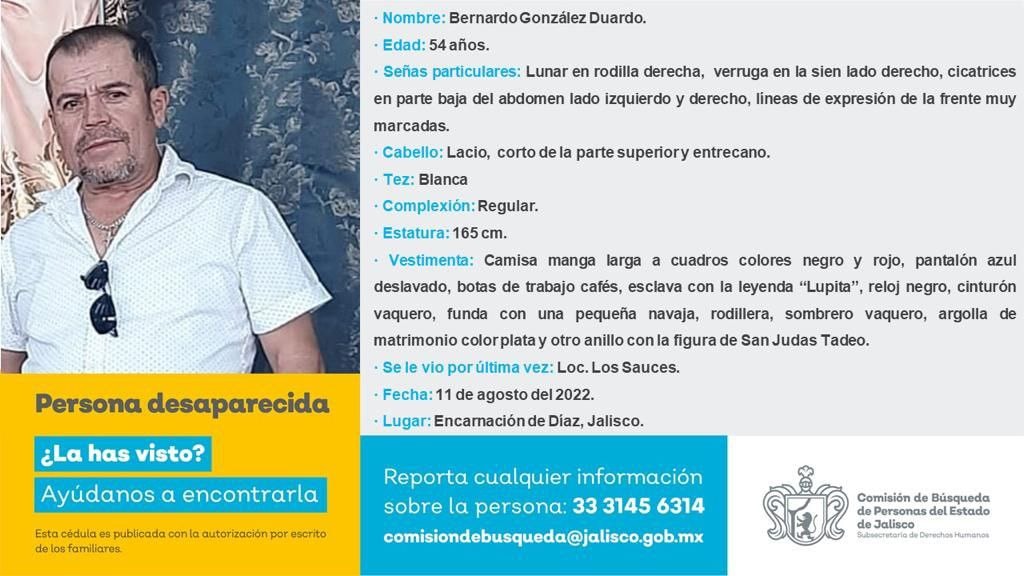 · Nombre: Bernardo González Duardo.
· Edad: 54 años.
· Señas particulares: Lunar en rodilla derecha, verruga en la sien lado derecho, cicatrices
en parte baja del abdomen lado izquierdo y derecho, líneas de expresión de la frente muy
marcadas.
· Cabello: Lacio, corto de la parte superior y entrecano.
· Tez: Blanca
· Complexión: Regular.
· Estatura: 165 cm.
· Vestimenta: Camisa manga larga a cuadros colores negro y rojo, pantalón azul
deslavado, botas de trabajo cafés, esclava con la leyenda “Lupita”, reloj negro, cinturón
vaquero, funda con una pequeña navaja, rodillera, sombrero vaquero, argolla de
matrimonio color plata y otro anillo con la figura de San Judas Tadeo.
· Se le vio por última vez: Loc. Los Sauces.
· Fecha: 11 de agosto del 2022.
· Lugar: Encarnación de Díaz, Jalisco.
Persona desaparecida
¿La has visto?
Ayúdanos a encontrarla
Esta cédula es publicada con la autorización por escrito
de los familiares.
Reporta cualquier información
sobre la persona: 33 3145 6314
comisiondebusqueda@jalisco.gob.mx
Comisión de Búsqueda
de Personas del Estado
de Jalisco
Subsecretaría de Derechos Humanos